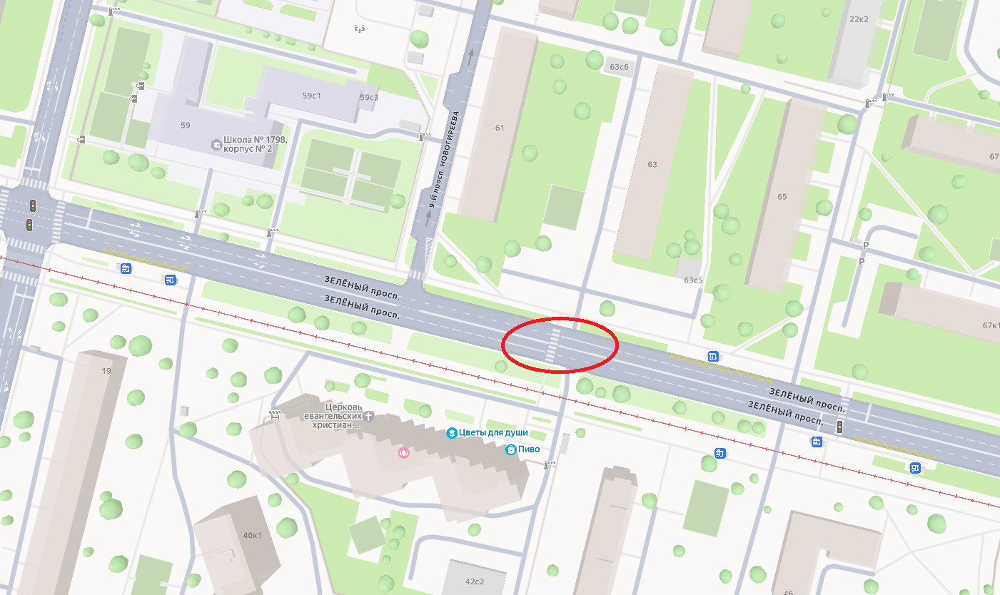 22к2
63с6
59с1
59с3
59
Школа № 1798,
корпус № 2
61
9-й просп. НОВОГИРЕЕВА
63
67
65
P
P
63с5
ЗЕЛЁНЫЙ просп.
ЗЕЛЁНЫЙ просп.
67к1
19
ЗЕЛЁНЫЙ просп.
ЗЕЛЁНЫЙ просп.
Церковь
евангельских
христиан-...
Цветы для души
Пиво
40к1
42с2
46